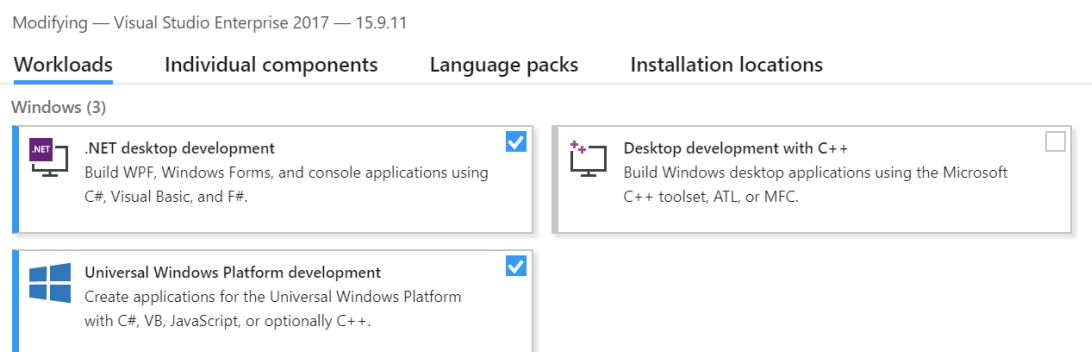 Modifying — Visual Studio Enterprise 2017 — 15.9.11
Workloads Individual components Language packs Installation locations
Windows (3)
.NET
.NET desktop development
Build WPF, Windows Forms, and console applications using
C#, Visual Basic, and F#.
Desktop development with C++
Build Windows desktop applications using the Microsoft
C++ toolset, ATL, or MFC.
Universal Windows Platform development
Create applications for the Universal Windows Platform
with C#, VB, JavaScript, or optionally C++.